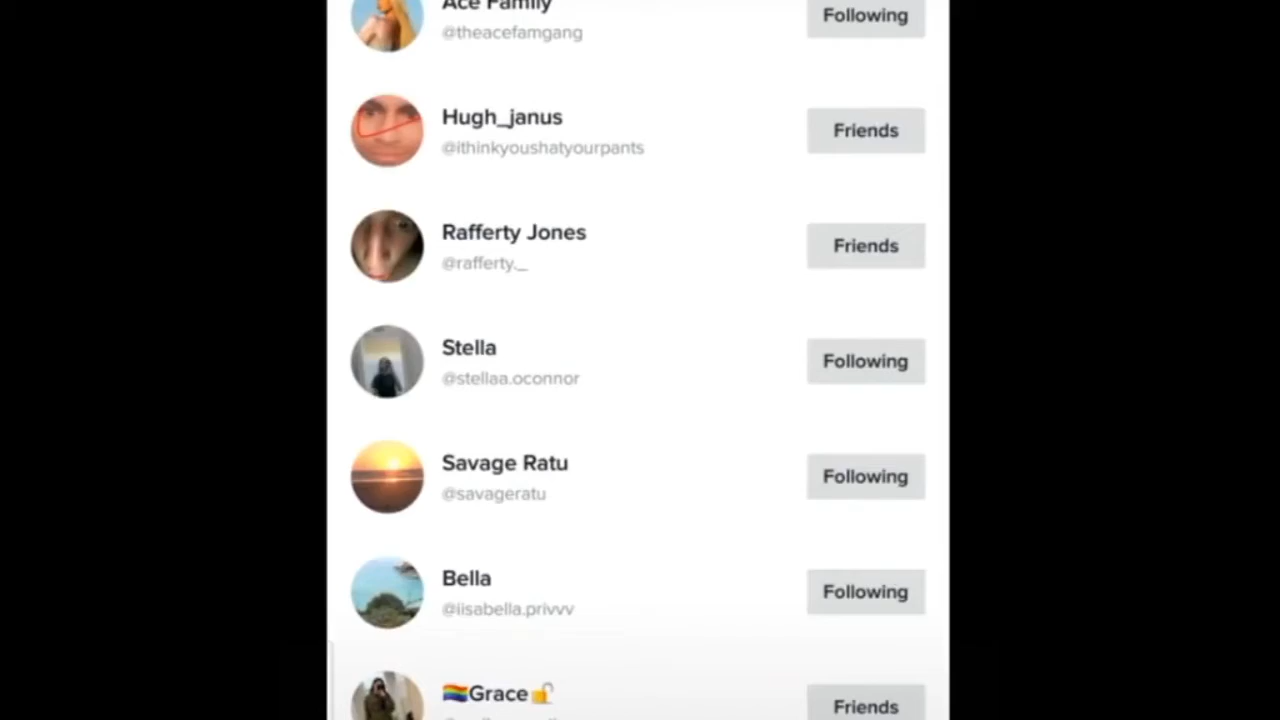 Ace Family
@theacefamgang
Following
Hugh_janus
@ithinkyoushatyourpants
Friends
Rafferty Jones
@rafferty._
Friends
Stella
@stellaa.oconnor
Following
Savage Ratu
@savageratu
Following
Bella
@iisabella.privvv
Following
🏳️‍🌈Grace🔓
Friends